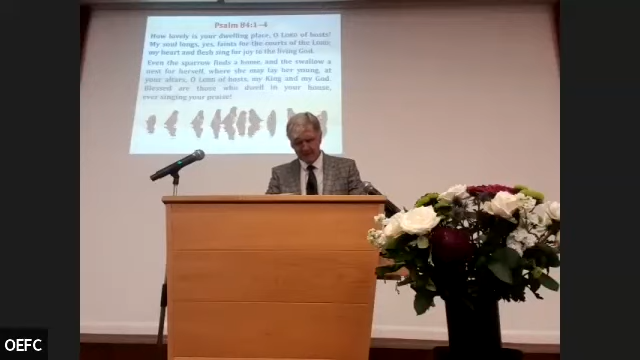 Psalm 84:1-4
How lovely is your dwelling place, O LORD of hosts!
My soul longs, yes, faints for the courts of the LORD;
my heart and flesh sing for joy to the living God.
Even the sparrow finds a home, and the swallow a
nest for herself, where she may lay her young, at
your altars, O LORD of hosts, my King and my God.
Blessed are those who dwell in your house,
ever singing your praise!
OEFC